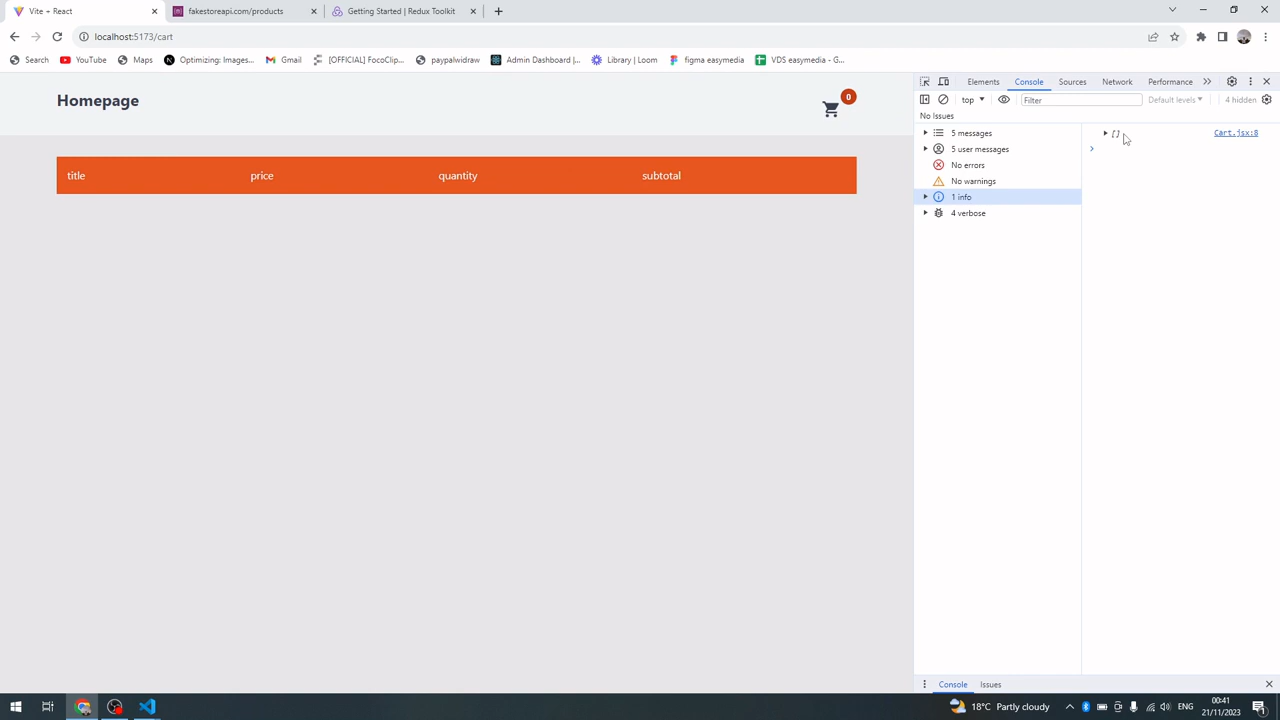 Vite + React
fakestoreapi.com/products
Getting Started | Redux Toolkit
localhost:5173/cart
Search
YouTube
Maps
Optimizing: Images...
Gmail
[OFFICIAL] FocoClip...
paypalwidraw
Admin Dashboard |...
Library | Loom
figma easymedia
VDS easymedia - G...
Homepage
0
title price quantity subtotal
Elements Console Sources Network Performance »
top Filter Default levels 4 hidden
No Issues
5 messages
5 user messages
No errors
No warnings
1 info
4 verbose
[] Cart.jsx:8
Console Issues
18°C Partly cloudy
ENG
00:41
21/11/2023
1